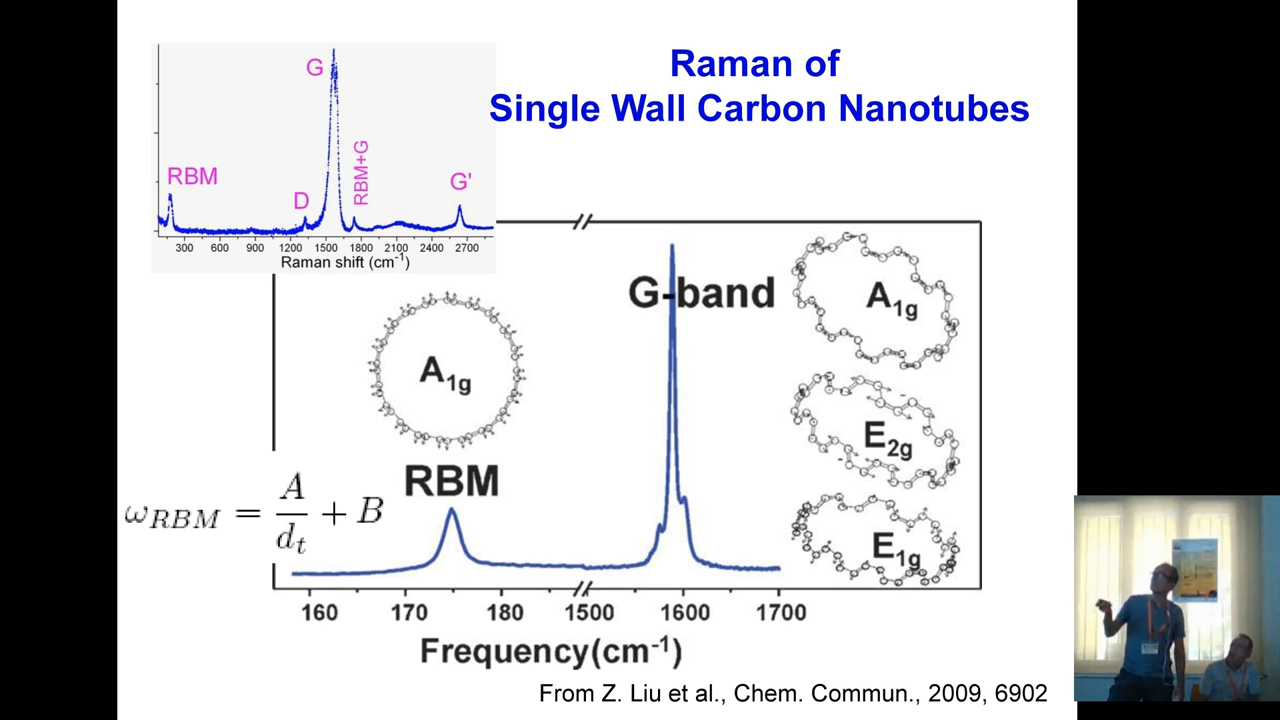 Raman of
Single Wall Carbon Nanotubes
G
RBM
D
RBM+G
G'
300 600 900 1200 1500 1800 2100 2400 2700
Raman shift (cm⁻¹)
G-band
A₁g
A₁g
E₂g
E₁g
RBM
ω_RBM = A/d_t + B
160 170 180 1500 1600 1700
Frequency(cm⁻¹)
From Z. Liu et al., Chem. Commun., 2009, 6902